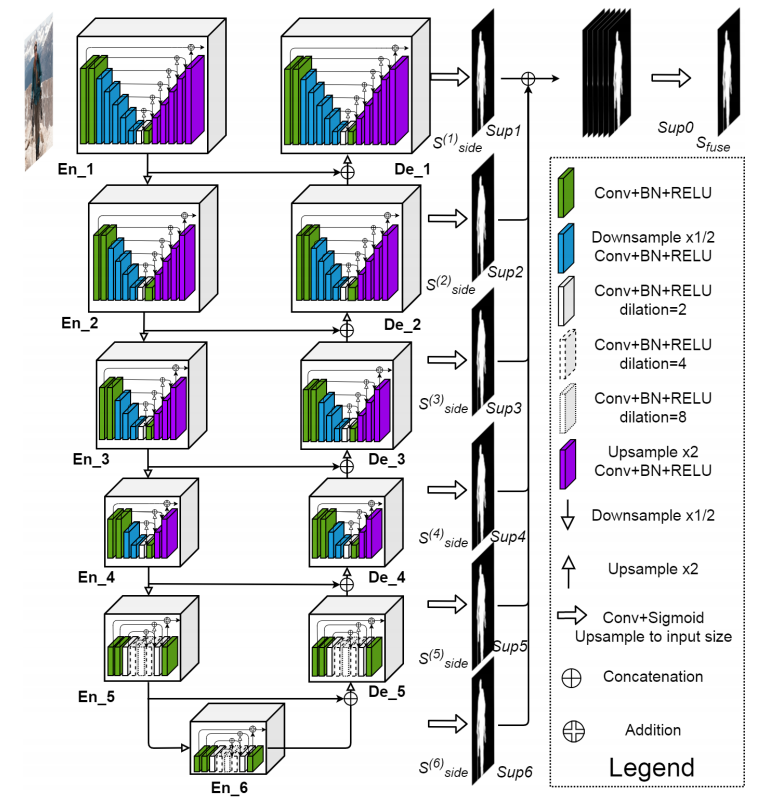 En_1
De_1
S(1)side
Sup1
Sup0
Sfuse
En_2
De_2
S(2)side
Sup2
En_3
De_3
S(3)side
Sup3
En_4
De_4
S(4)side
Sup4
En_5
De_5
S(5)side
Sup5
En_6
S(6)side
Sup6
Conv+BN+RELU
Downsample x1/2
Conv+BN+RELU
Conv+BN+RELU
dilation=2
Conv+BN+RELU
dilation=4
Conv+BN+RELU
dilation=8
Upsample x2
Conv+BN+RELU
Downsample x1/2
Upsample x2
Conv+Sigmoid
Upsample to input size
Concatenation
Addition
Legend